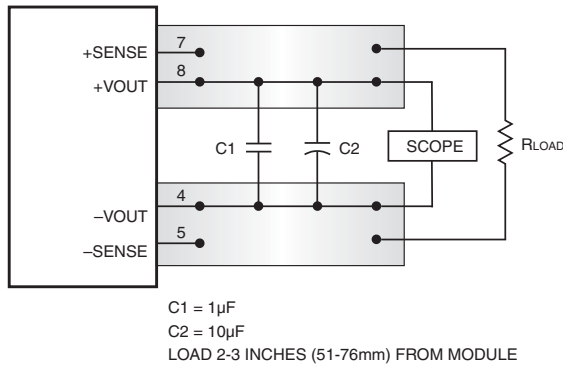 +SENSE
7
+VOUT
8
C1
C2
SCOPE
RLOAD
−VOUT
4
−SENSE
5
C1 = 1µF
C2 = 10µF
LOAD 2-3 INCHES (51-76mm) FROM MODULE